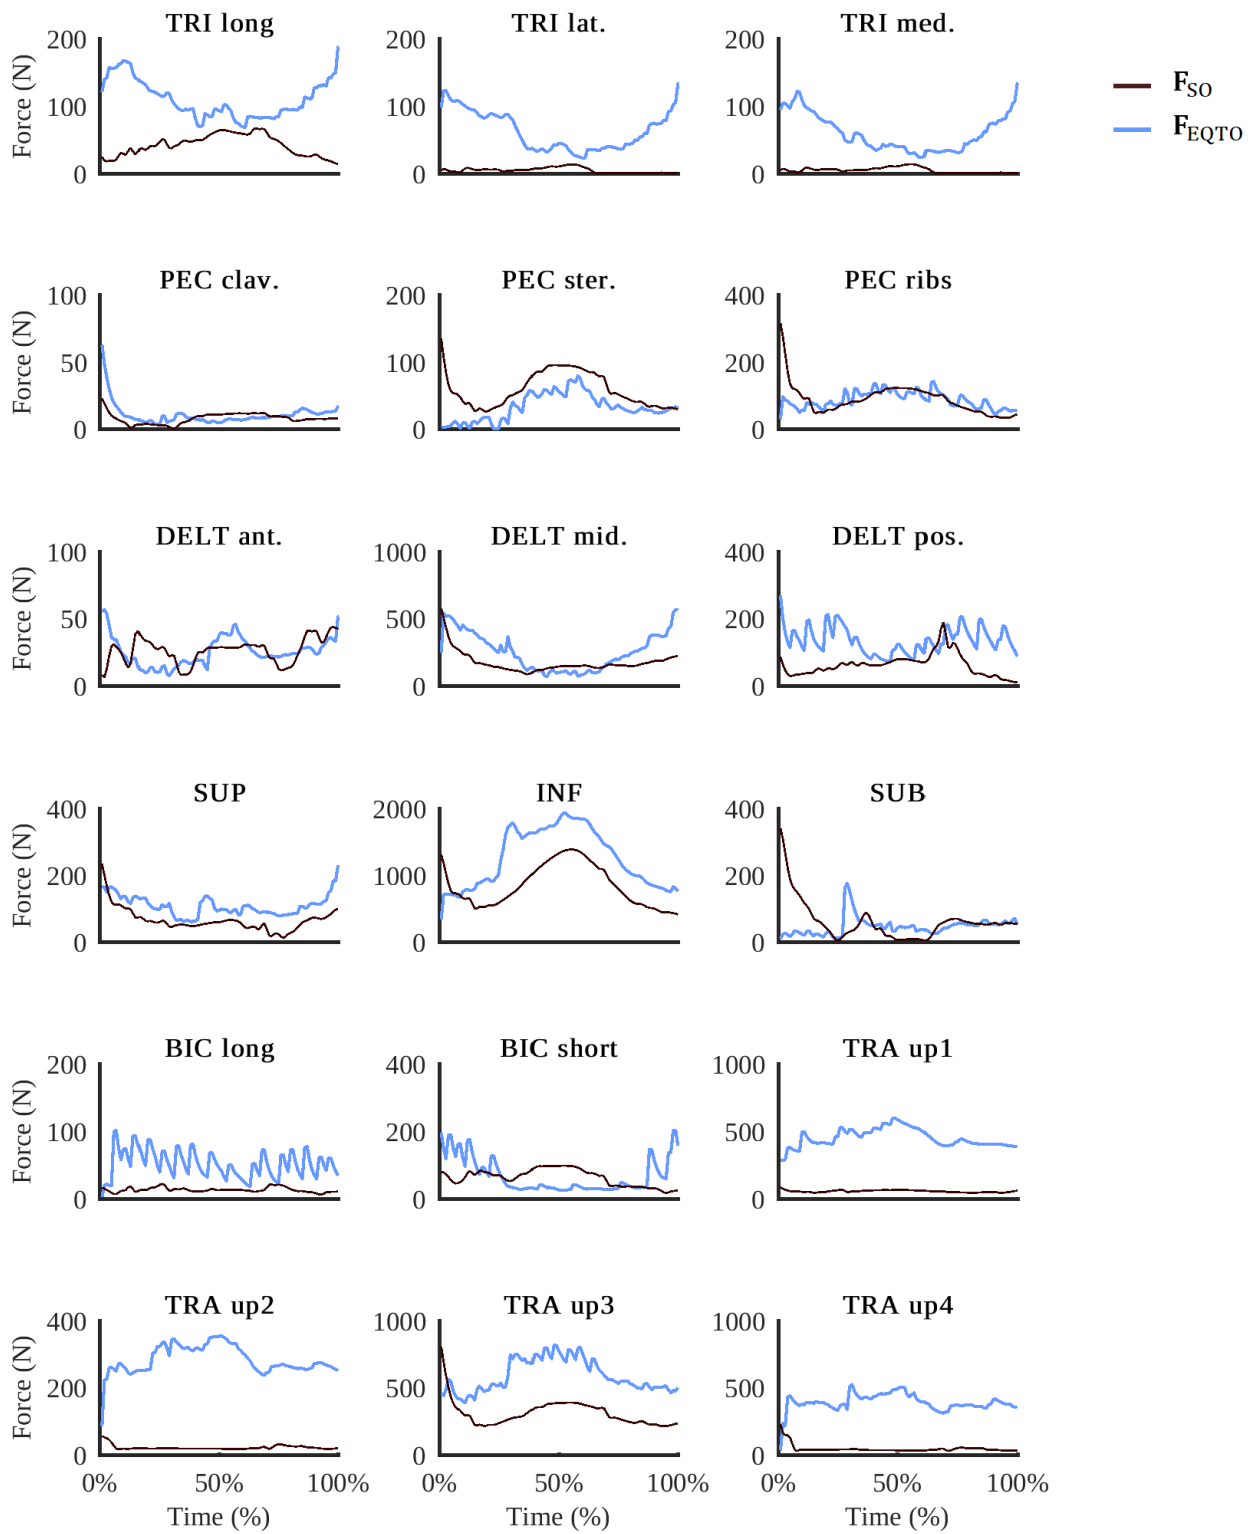 TRI long TRI lat. TRI med.
200 200 200
Force (N)
100 100 100
0 0 0
F_SO
F_EQTO
PEC clav. PEC ster. PEC ribs
100 200 400
Force (N)
50 100 200
0 0 0
DELT ant. DELT mid. DELT pos.
100 1000 400
Force (N)
50 500 200
0 0 0
SUP INF SUB
400 2000 400
Force (N)
200 1000 200
0 0 0
BIC long BIC short TRA up1
200 400 1000
Force (N)
100 200 500
0 0 0
TRA up2 TRA up3 TRA up4
400 1000 1000
Force (N)
200 500 500
0 0 0
0% 50% 100% 0% 50% 100% 0% 50% 100%
Time (%) Time (%) Time (%)